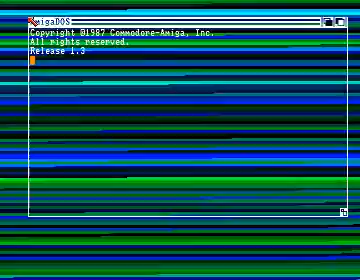 AmigaDOS
Copyright ©1987 Commodore-Amiga, Inc.
All rights reserved.
Release 1.3